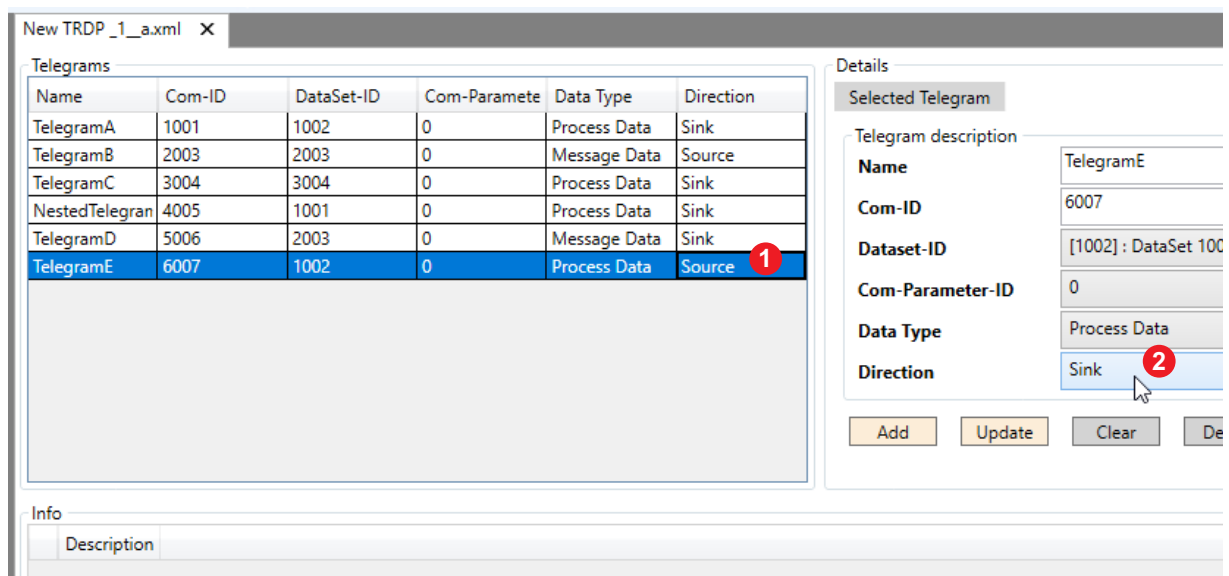 New TRDP _1__a.xml X
Telegrams
Name Com-ID DataSet-ID Com-Paramete Data Type Direction
TelegramA 1001 1002 0 Process Data Sink
TelegramB 2003 2003 0 Message Data Source
TelegramC 3004 3004 0 Process Data Sink
NestedTelegran 4005 1001 0 Process Data Sink
TelegramD 5006 2003 0 Message Data Sink
TelegramE 6007 1002 0 Process Data Source 1
Details
Selected Telegram
Telegram description
Name TelegramE
Com-ID 6007
Dataset-ID [1002] : DataSet 100
Com-Parameter-ID 0
Data Type Process Data
Direction Sink 2
Add Update Clear De
Info
Description